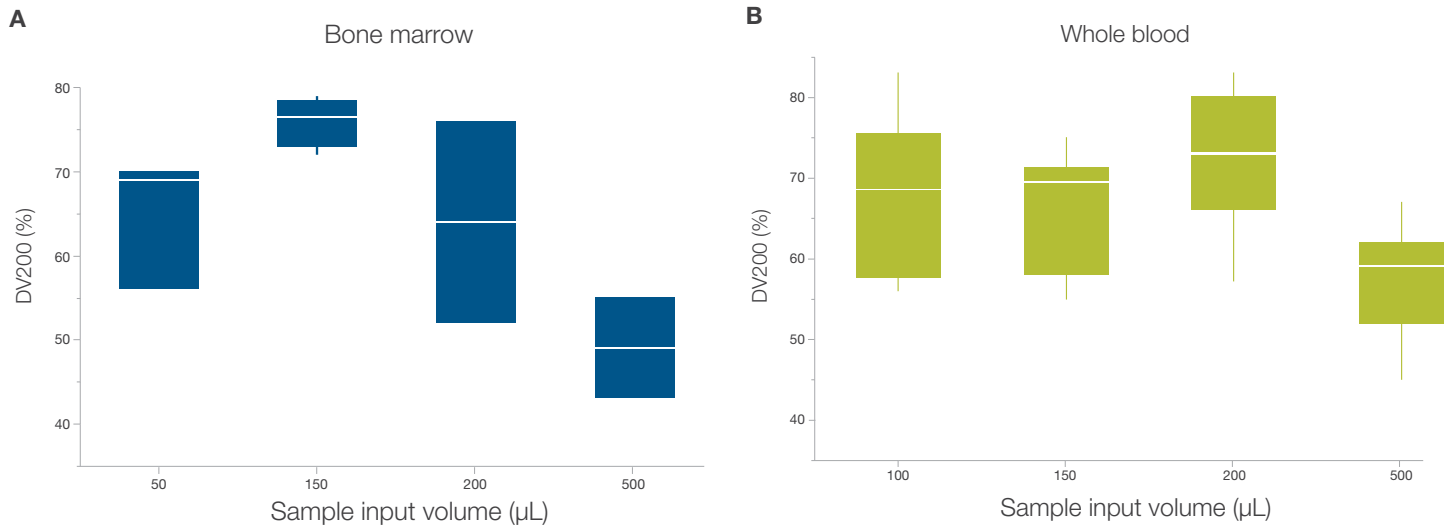 A
Bone marrow
80
70
60
50
40
DV200 (%)
50 150 200 500
Sample input volume (µL)
B
Whole blood
80
70
60
50
40
DV200 (%)
100 150 200 500
Sample input volume (µL)